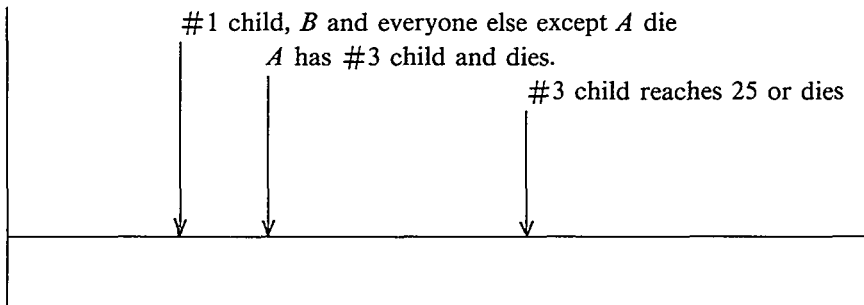 #1 child, B and everyone else except A die
A has #3 child and dies.
#3 child reaches 25 or dies